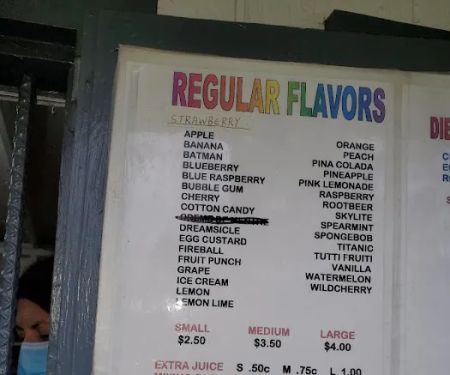 REGULAR FLAVORS
STRAWBERRY
APPLE
BANANA
BATMAN
BLUEBERRY
BLUE RASPBERRY
BUBBLE GUM
CHERRY
COTTON CANDY
DREAMSICLE
EGG CUSTARD
FIREBALL
FRUIT PUNCH
GRAPE
ICE CREAM
LEMON
LEMON LIME
ORANGE
PEACH
PINA COLADA
PINEAPPLE
PINK LEMONADE
RASPBERRY
ROOTBEER
SKYLITE
SPEARMINT
SPONGEBOB
TITANIC
TUTTI FRUITI
VANILLA
WATERMELON
WILDCHERRY
SMALL MEDIUM LARGE
$2.50 $3.50 $4.00
EXTRA JUICE S .50c M .75c L 1.00
DIE